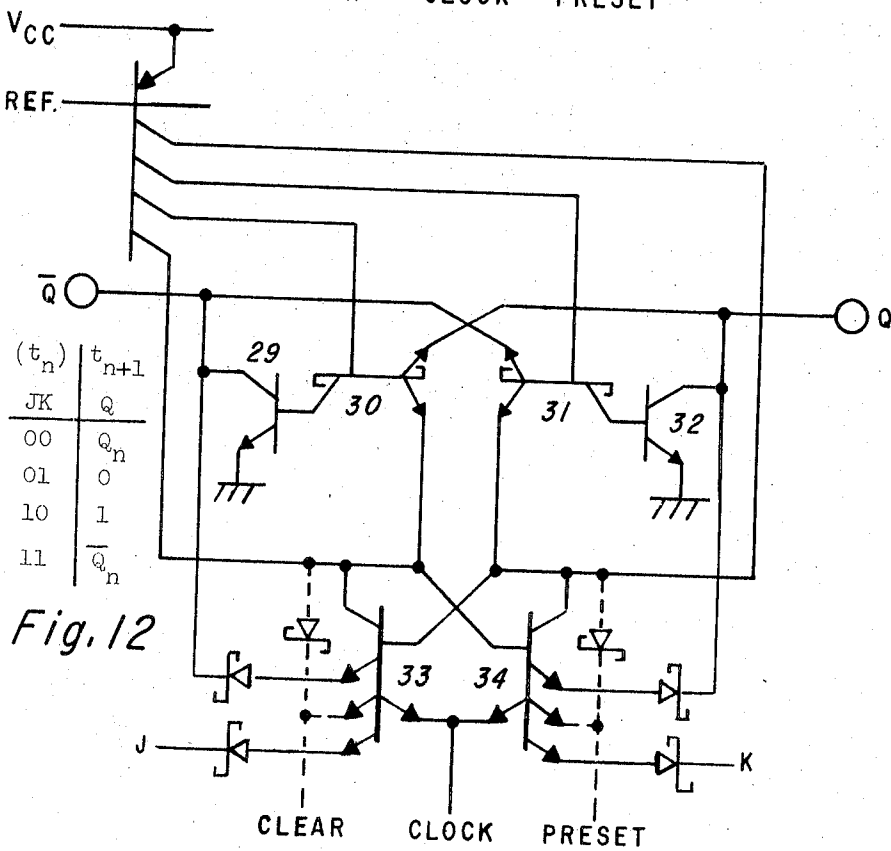 CLOCK PRESET
VCC
REF.
Q̅
Q
(tn) tn+1
JK Q
00 Qn
01 0
10 1
11 Q̅n
29
30
31
32
Fig. 12
33
34
J
K
CLEAR CLOCK PRESET